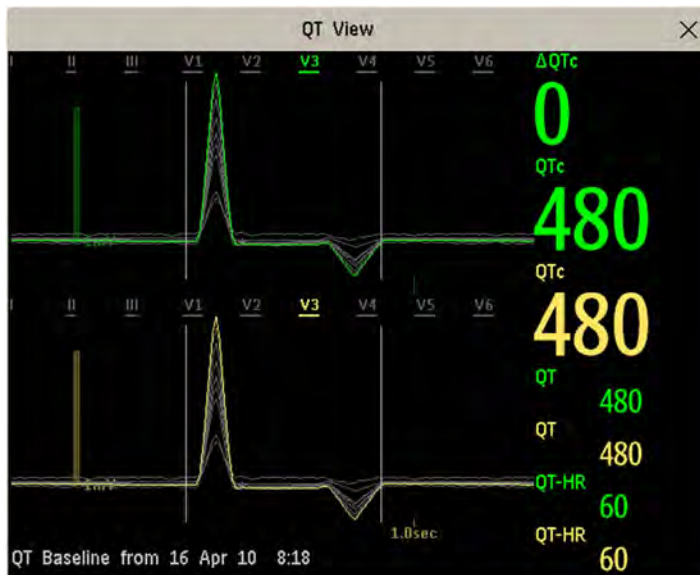 QT View
I II III V1 V2 V3 V4 V5 V6
ΔQTc
0
QTc
480
QTc
480
I II III V1 V2 V3 V4 V5 V6
QT
480
QT
480
QT-HR
60
1.0sec
QT-HR
60
QT Baseline from 16 Apr 10 8:18